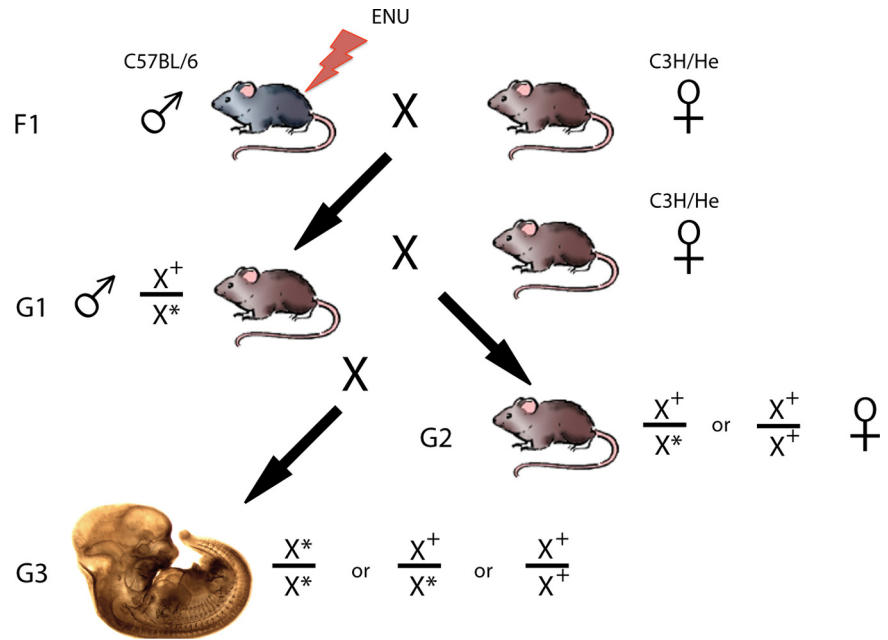 ENU
C57BL/6
C3H/He
F1
♂
X
♀
C3H/He
♀
X
G1
♂
X+
X*
X
G2
X+
X*
or
X+
X+
♀
G3
X*
X*
or
X+
X*
or
X+
X+